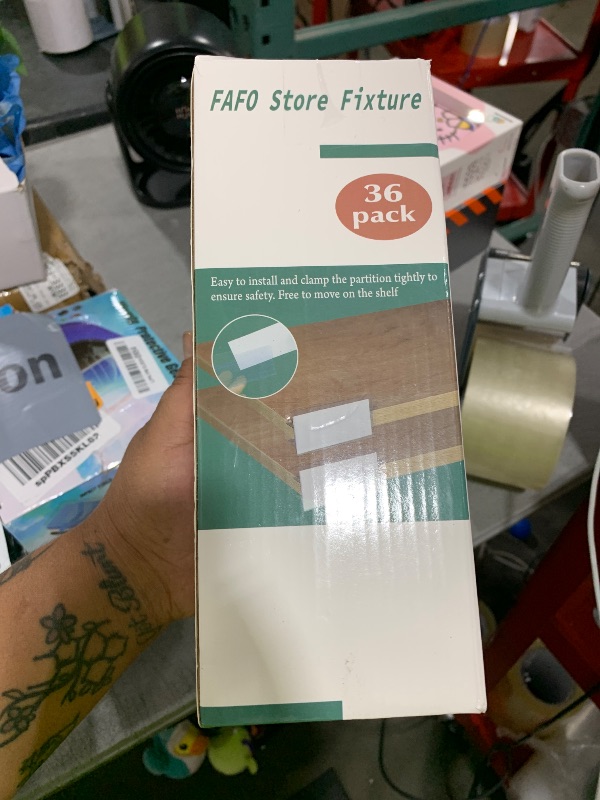 FAFO Store Fixture
36
pack
Easy to install and clamp the partition tightly to
ensure safety. Free to move on the shelf
on
spPBXS5KLS7